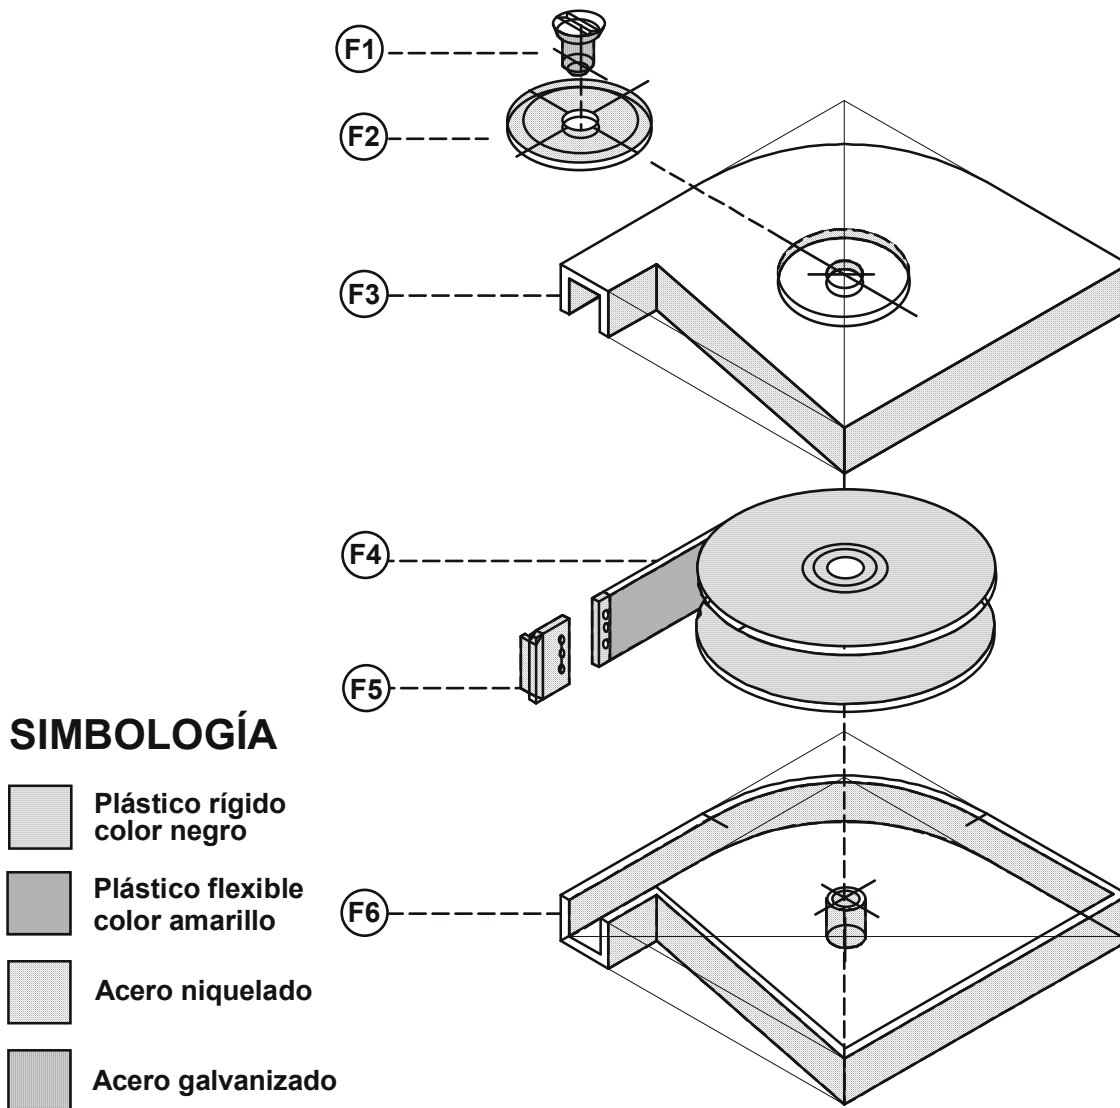 F1
F2
F3
F4
F5
F6
SIMBOLOGÍA
Plástico rígido
color negro
Plástico flexible
color amarillo
Acero niquelado
Acero galvanizado